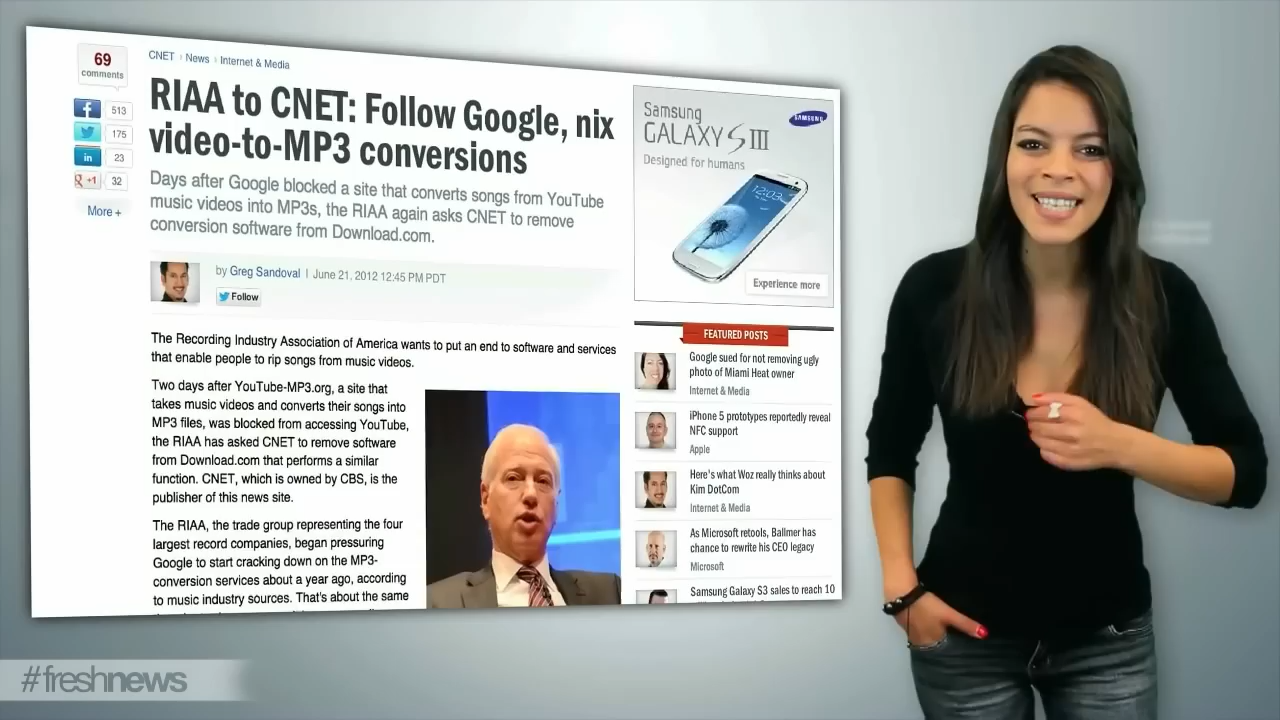 69
comments
513
175
in
23
g +1
32
More +
CNET › News › Internet & Media
RIAA to CNET: Follow Google, nix
video-to-MP3 conversions
Days after Google blocked a site that converts songs from YouTube
music videos into MP3s, the RIAA again asks CNET to remove
conversion software from Download.com.
by Greg Sandoval | June 21, 2012 12:45 PM PDT
Follow
The Recording Industry Association of America wants to put an end to software and services
that enable people to rip songs from music videos.
Two days after YouTube-MP3.org, a site that
takes music videos and converts their songs into
MP3 files, was blocked from accessing YouTube,
the RIAA has asked CNET to remove software
from Download.com that performs a similar
function. CNET, which is owned by CBS, is the
publisher of this news site.
The RIAA, the trade group representing the four
largest record companies, began pressuring
Google to start cracking down on the MP3-
conversion services about a year ago, according
to music industry sources. That's about the same
Samsung
SAMSUNG
GALAXY S III
Designed for humans
12:03
Experience more
FEATURED POSTS
Google sued for not removing ugly
photo of Miami Heat owner
Internet & Media
iPhone 5 prototypes reportedly reveal
NFC support
Apple
Here's what Woz really thinks about
Kim DotCom
Internet & Media
As Microsoft retools, Ballmer has
chance to rewrite his CEO legacy
Microsoft
Samsung Galaxy S3 sales to reach 10
#freshnews